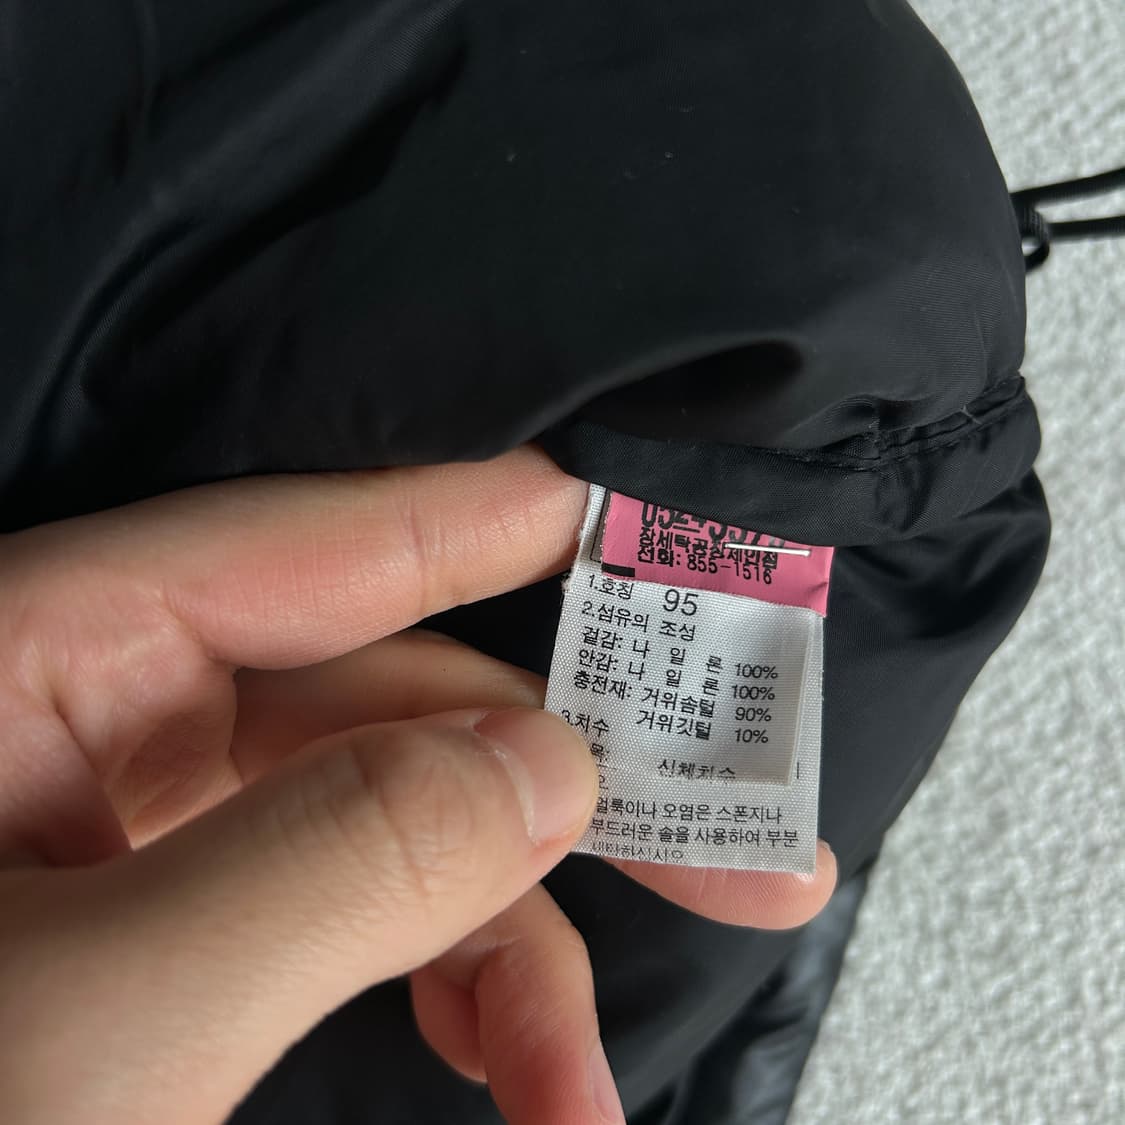 장세탁공장제일점
전화: 855-1516
1.호칭 95
2.섬유의 조성
겉감: 나 일 론 100%
안감: 나 일 론 100%
충전재: 거위솜털 90%
거위깃털 10%
3.치수
신체치수
얼룩이나 오염은 스폰지나
부드러운 솔을 사용하여 부분